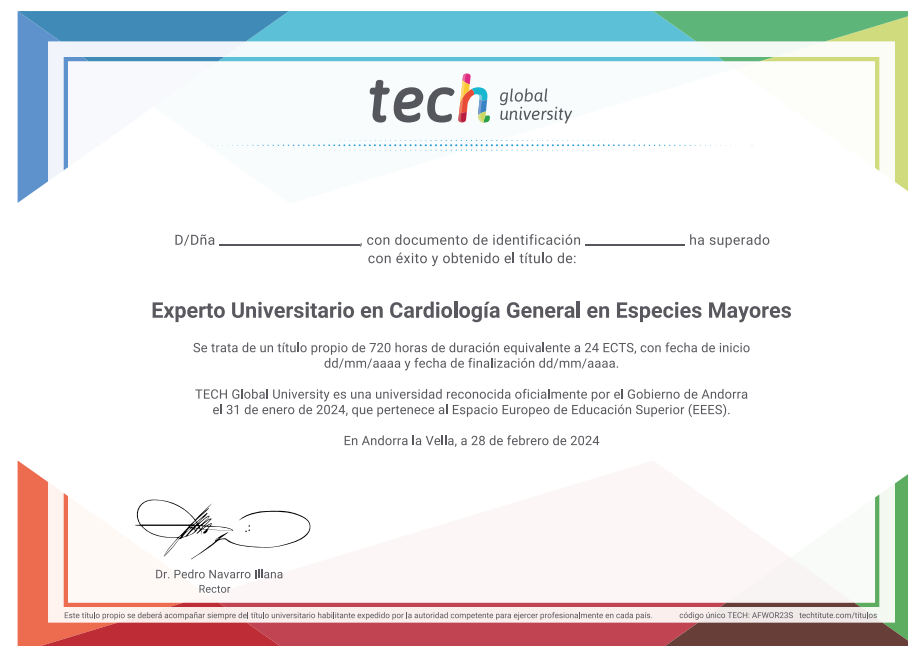 tech global university
D/Dña ____________________, con documento de identificación ______________ ha superado
con éxito y obtenido el título de:
Experto Universitario en Cardiología General en Especies Mayores
Se trata de un título propio de 720 horas de duración equivalente a 24 ECTS, con fecha de inicio
dd/mm/aaaa y fecha de finalización dd/mm/aaaa.
TECH Global University es una universidad reconocida oficialmente por el Gobierno de Andorra
el 31 de enero de 2024, que pertenece al Espacio Europeo de Educación Superior (EEES).
En Andorra la Vella, a 28 de febrero de 2024
Dr. Pedro Navarro Illana
Rector
Este título propio se deberá acompañar siempre del título universitario habilitante expedido por la autoridad competente para ejercer profesionalmente en cada país. código único TECH: AFWOR23S techtitute.com/titulos